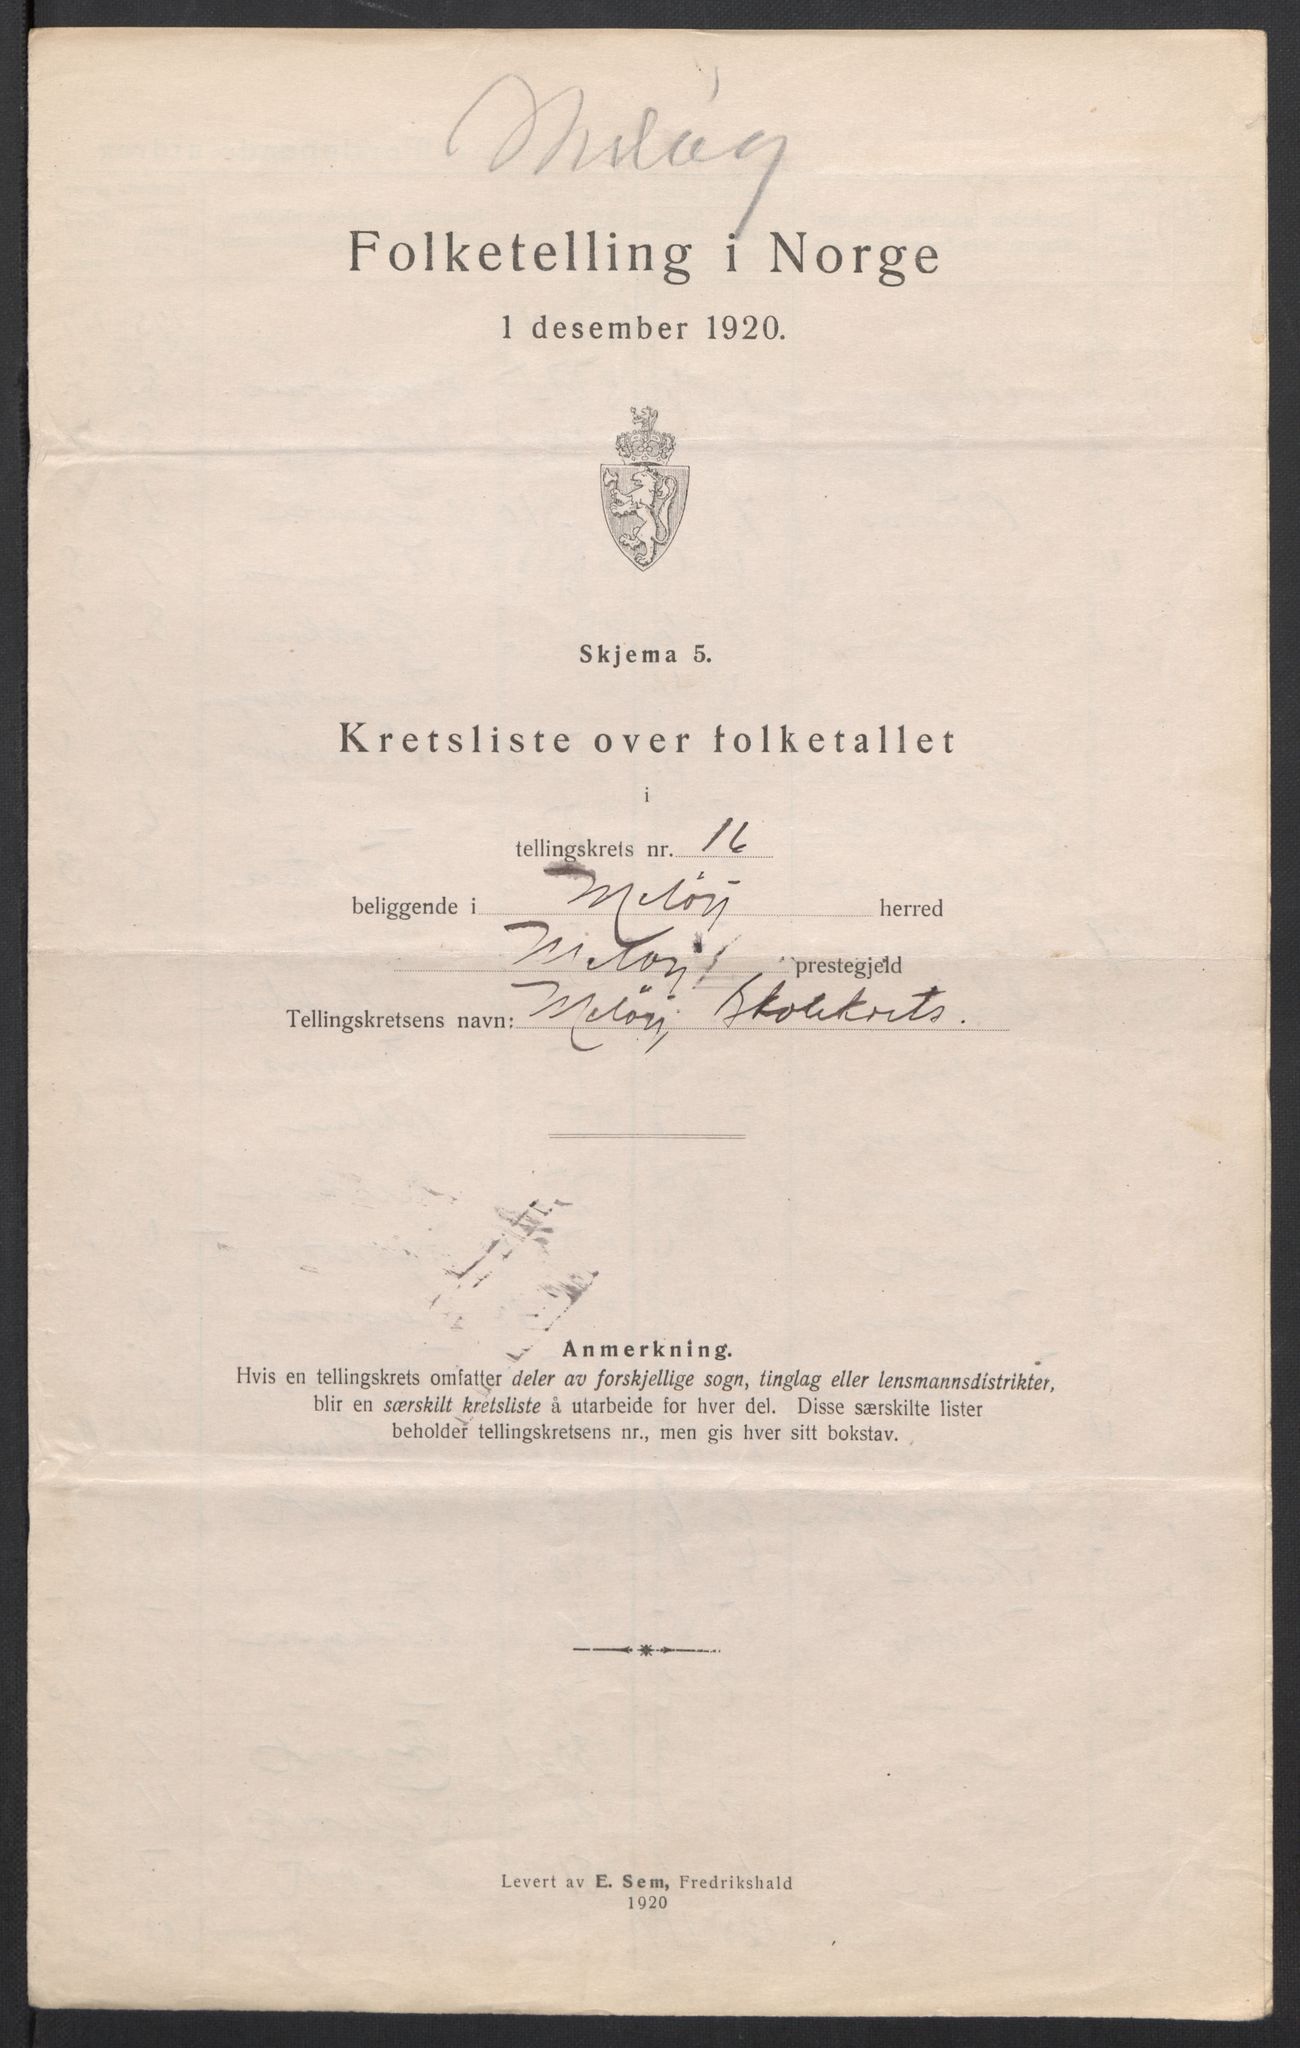 Meløy
Folketelling i Norge
1 desember 1920.
Skjema 5.
Kretsliste over folketallet
i
tellingskrets nr. 16
beliggende i Meløy herred
Meløy prestegjeld
Tellingskretsens navn: Meløy Skolekrets.
Anmerkning.
Hvis en tellingskrets omfatter deler av forskjellige sogn, tinglag eller lensmannsdistrikter,
blir en særskilt kretsliste å utarbeide for hver del. Disse særskilte lister
beholder tellingskretsens nr., men gis hver sitt bokstav.
Levert av E. Sem, Fredrikshald
1920